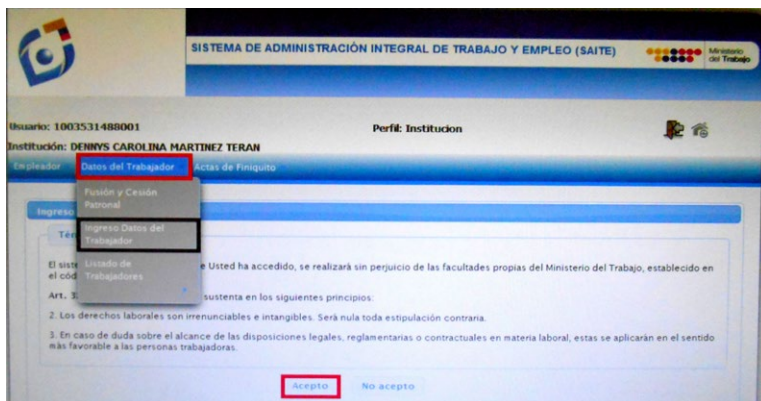 SISTEMA DE ADMINISTRACIÓN INTEGRAL DE TRABAJO Y EMPLEO (SAITE)
Ministerio
del Trabajo
Usuario: 1003531488001
Perfil: Institucion
Institución: DENNYS CAROLINA MARTINEZ TERAN
Empleador
Datos del Trabajador
Actas de Finiquito
Fusión y Cesión
Patronal
Ingreso
Ingreso Datos del
Trabajador
Listado de
Trabajadores
El siste
e Usted ha accedido, se realizarà sin perjuicio de las facultades propias del Ministerio del Trabajo, establecido en
el cód
Art. 3
sustenta en los siguientes principios:
2. Los derechos laborales son irrenunciables e intangibles. Serà nula toda estipulación contraria.
3. En caso de duda sobre el alcance de las disposiciones legales, reglamentarias o contractuales en materia laboral, estas se aplicaràn en el sentido
màs favorable a las personas trabajadoras.
Acepto
No acepto